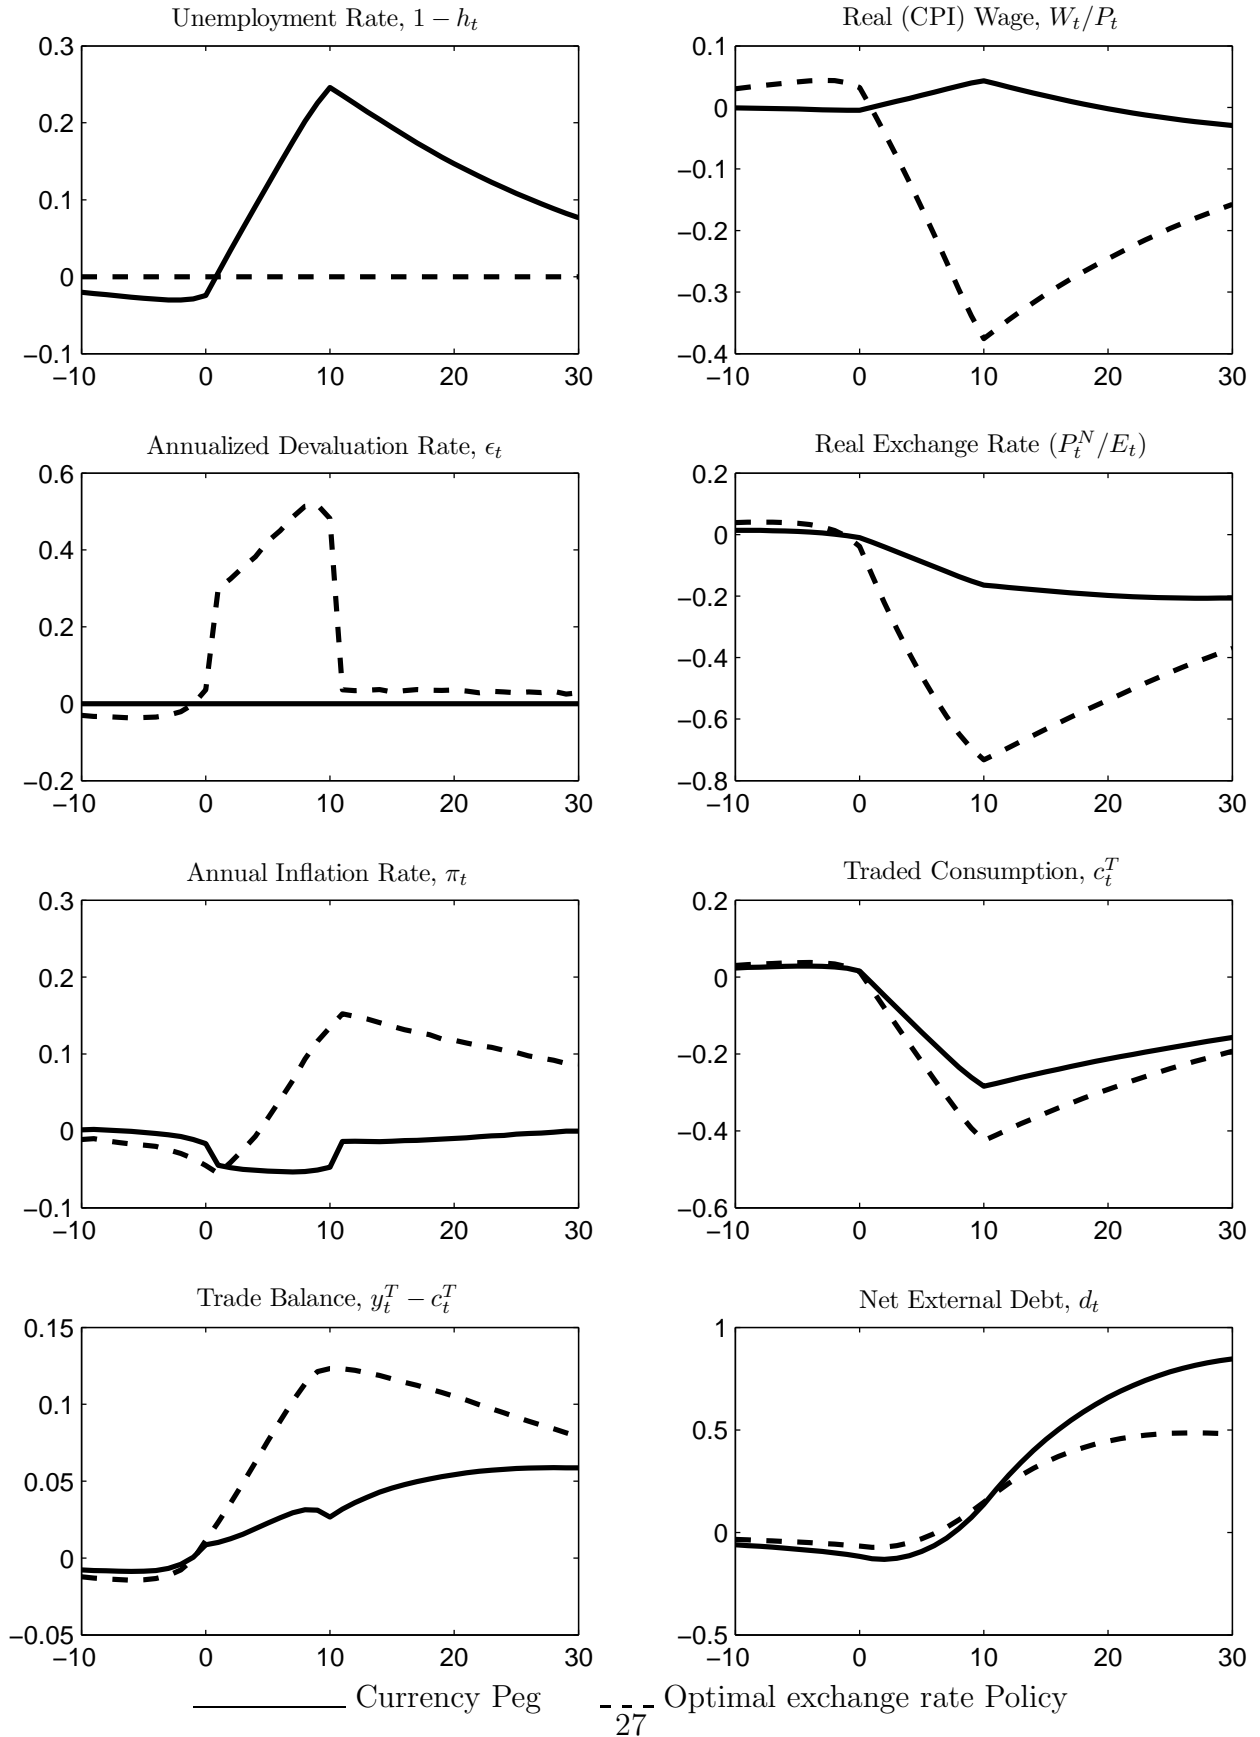 Unemployment Rate, 1 − h_t
0.3
0.2
0.1
0
−0.1
−10 0 10 20 30
Real (CPI) Wage, W_t/P_t
0.1
0
−0.1
−0.2
−0.3
−0.4
−10 0 10 20 30
Annualized Devaluation Rate, ϵ_t
0.6
0.4
0.2
0
−0.2
−10 0 10 20 30
Real Exchange Rate (P_t^N/E_t)
0.2
0
−0.2
−0.4
−0.6
−0.8
−10 0 10 20 30
Annual Inflation Rate, π_t
0.3
0.2
0.1
0
−0.1
−10 0 10 20 30
Traded Consumption, c_t^T
0.2
0
−0.2
−0.4
−0.6
−10 0 10 20 30
Trade Balance, y_t^T − c_t^T
0.15
0.1
0.05
0
−0.05
−10 0 10 20 30
Net External Debt, d_t
1
0.5
0
−0.5
−10 0 10 20 30
Currency Peg Optimal exchange rate Policy
27